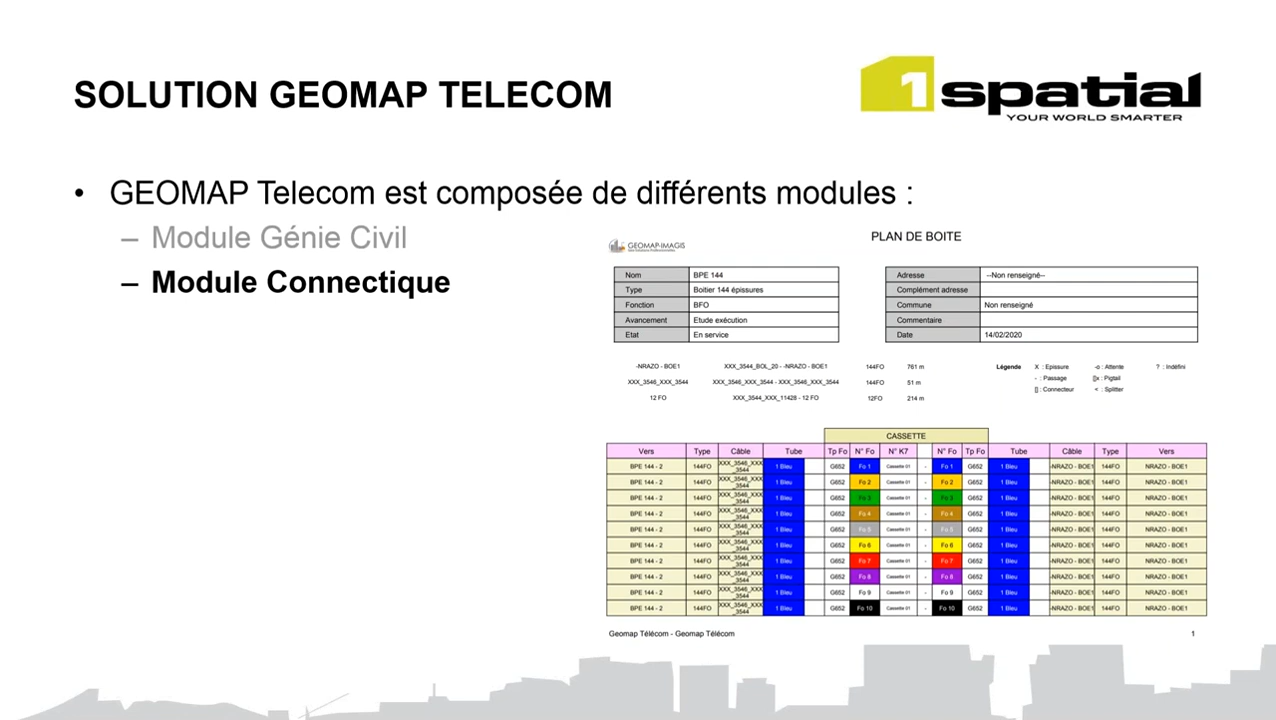 SOLUTION GEOMAP TELECOM
1spatial
YOUR WORLD SMARTER
• GEOMAP Telecom est composée de différents modules :
– Module Génie Civil
– Module Connectique
GEOMAP-IMAGIS
PLAN DE BOITE
Nom BPE 144 Adresse --Non renseigné--
Type Boitier 144 épissures Complément adresse
Fonction BFO Commune Non renseigné
Avancement Etude exécution Commentaire
Etat En service Date 14/02/2020
-NRAZO - BOE1 XXX_3544_BOL_20 - -NRAZO - BOE1 144FO 761 m Légende X : Epissure -o : Attente ? : Indéfini
XXX_3546_XXX_3544 XXX_3546_XXX_3544 - XXX_3546_XXX_3544 144FO 51 m - : Passage []x : Pigtail
12 FO XXX_3544_XXX_11428 - 12 FO 12FO 214 m [] : Connecteur < : Splitter
CASSETTE
Vers Type Câble Tube Tp Fo N° Fo N° K7 N° Fo Tp Fo Tube Câble Type Vers
BPE 144 - 2 144FO XXX_3546_XXX_3544 1 Bleu G652 Fo 1 Cassette 01 - Fo 1 G652 1 Bleu -NRAZO - BOE1 144FO NRAZO - BOE1
BPE 144 - 2 144FO XXX_3546_XXX_3544 1 Bleu G652 Fo 2 Cassette 01 - Fo 2 G652 1 Bleu -NRAZO - BOE1 144FO NRAZO - BOE1
BPE 144 - 2 144FO XXX_3546_XXX_3544 1 Bleu G652 Fo 3 Cassette 01 - Fo 3 G652 1 Bleu -NRAZO - BOE1 144FO NRAZO - BOE1
BPE 144 - 2 144FO XXX_3546_XXX_3544 1 Bleu G652 Fo 4 Cassette 01 - Fo 4 G652 1 Bleu -NRAZO - BOE1 144FO NRAZO - BOE1
BPE 144 - 2 144FO XXX_3546_XXX_3544 1 Bleu G652 Fo 5 Cassette 01 - Fo 5 G652 1 Bleu -NRAZO - BOE1 144FO NRAZO - BOE1
BPE 144 - 2 144FO XXX_3546_XXX_3544 1 Bleu G652 Fo 6 Cassette 01 - Fo 6 G652 1 Bleu -NRAZO - BOE1 144FO NRAZO - BOE1
BPE 144 - 2 144FO XXX_3546_XXX_3544 1 Bleu G652 Fo 7 Cassette 01 - Fo 7 G652 1 Bleu -NRAZO - BOE1 144FO NRAZO - BOE1
BPE 144 - 2 144FO XXX_3546_XXX_3544 1 Bleu G652 Fo 8 Cassette 01 - Fo 8 G652 1 Bleu -NRAZO - BOE1 144FO NRAZO - BOE1
BPE 144 - 2 144FO XXX_3546_XXX_3544 1 Bleu G652 Fo 9 Cassette 01 - Fo 9 G652 1 Bleu -NRAZO - BOE1 144FO NRAZO - BOE1
BPE 144 - 2 144FO XXX_3546_XXX_3544 1 Bleu G652 Fo 10 Cassette 01 - Fo 10 G652 1 Bleu -NRAZO - BOE1 144FO NRAZO - BOE1
Geomap Télécom - Geomap Télécom 1